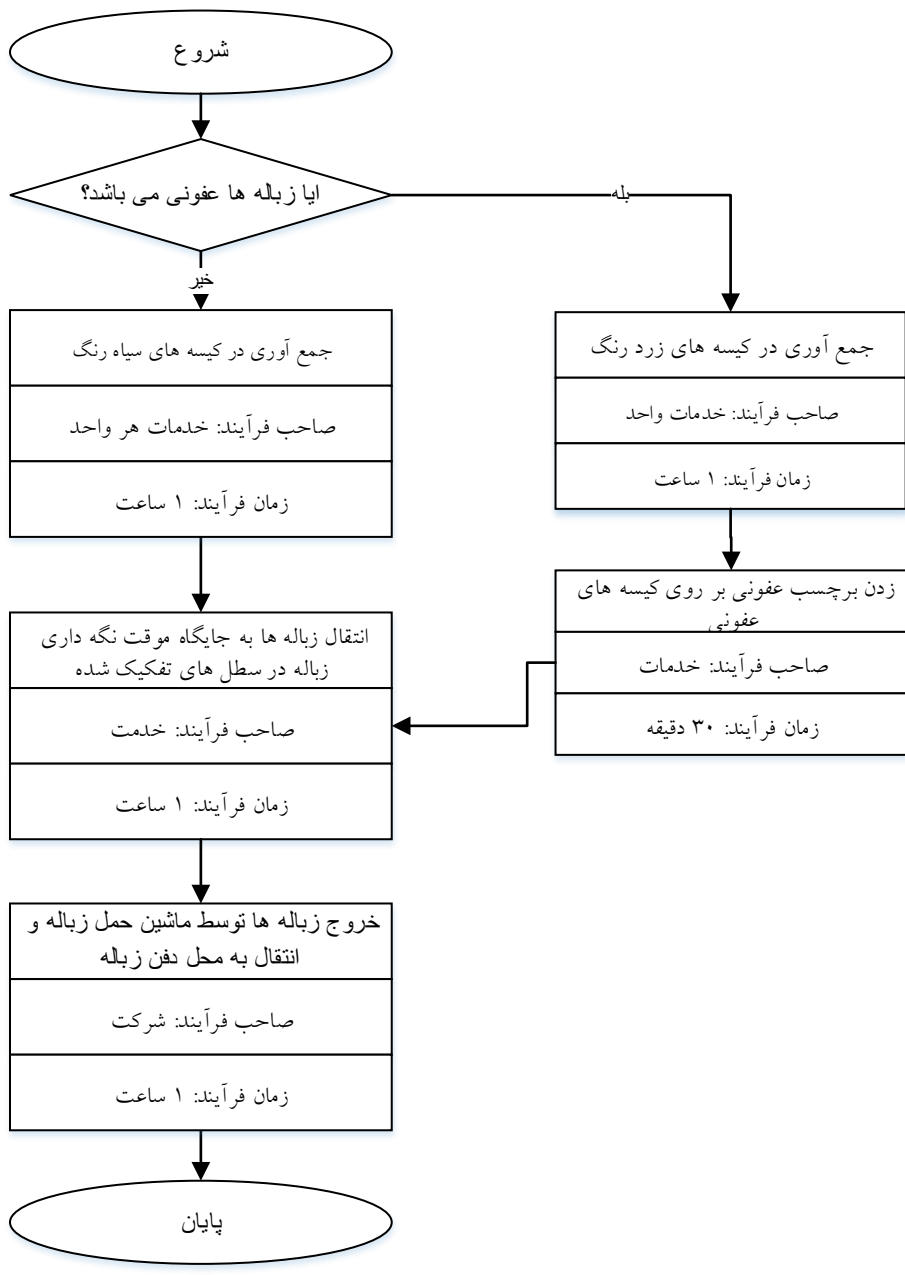 شروع
ایا زباله ها عفونی می باشد؟
بله
خیر
جمع آوری در کیسه های سیاه رنگ
صاحب فرآیند: خدمات هر واحد
زمان فرآیند: ۱ ساعت
جمع آوری در کیسه های زرد رنگ
صاحب فرآیند: خدمات واحد
زمان فرآیند: ۱ ساعت
زدن برچسب عفونی بر روی کیسه های
عفونی
صاحب فرآیند: خدمات
زمان فرآیند: ۳۰ دقیقه
انتقال زباله ها به جایگاه موقت نگه داری
زباله در سطل های تفکیک شده
صاحب فرآیند: خدمت
زمان فرآیند: ۱ ساعت
خروج زباله ها توسط ماشین حمل زباله و
انتقال به محل دفن زباله
صاحب فرآیند: شرکت
زمان فرآیند: ۱ ساعت
پایان